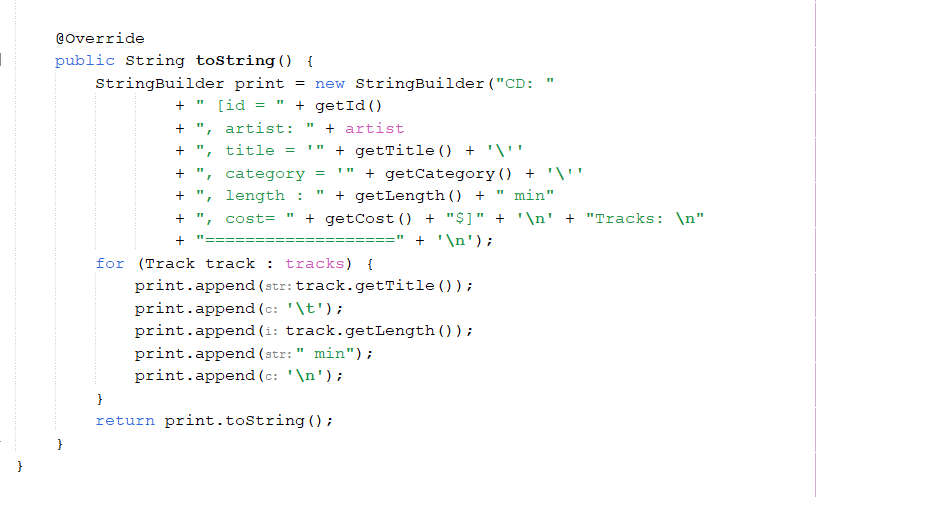 @Override
public String toString() {
StringBuilder print = new StringBuilder("CD: "
+ " [id = " + getId()
+ ", artist: " + artist
+ ", title = '" + getTitle() + '\''
+ ", category = '" + getCategory() + '\''
+ ", length : " + getLength() + " min"
+ ", cost= " + getCost() + "$]" + '\n' + "Tracks: \n"
+ "===================" + '\n');
for (Track track : tracks) {
print.append(str: track.getTitle());
print.append(c: '\t');
print.append(i: track.getLength());
print.append(str: " min");
print.append(c: '\n');
}
return print.toString();
}
}